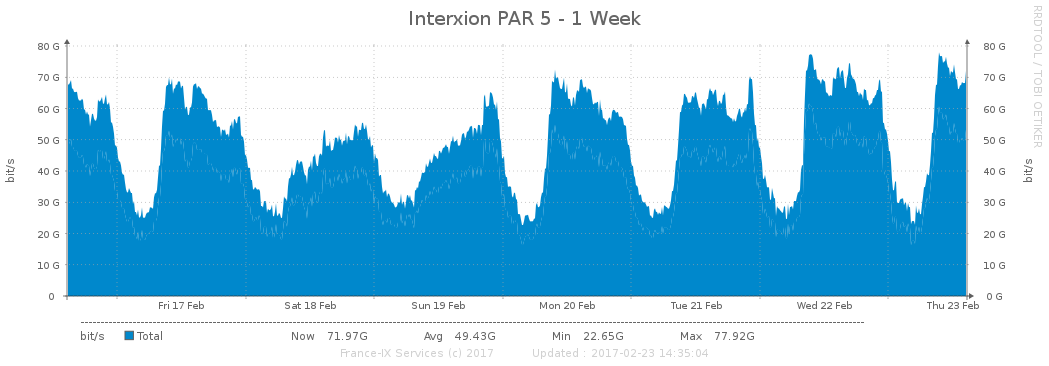 Interxion PAR 5 - 1 Week
RRDTOOL / TOBI OETIKER
80 G 80 G
70 G 70 G
60 G 60 G
50 G 50 G
40 G 40 G
30 G 30 G
20 G 20 G
10 G 10 G
0 0 G
bit/s
bit/s
Fri 17 Feb Sat 18 Feb Sun 19 Feb Mon 20 Feb Tue 21 Feb Wed 22 Feb Thu 23 Feb
bit/s Total Now 71.97G Avg 49.43G Min 22.65G Max 77.92G
France-IX Services (c) 2017 Updated : 2017-02-23 14:35:04